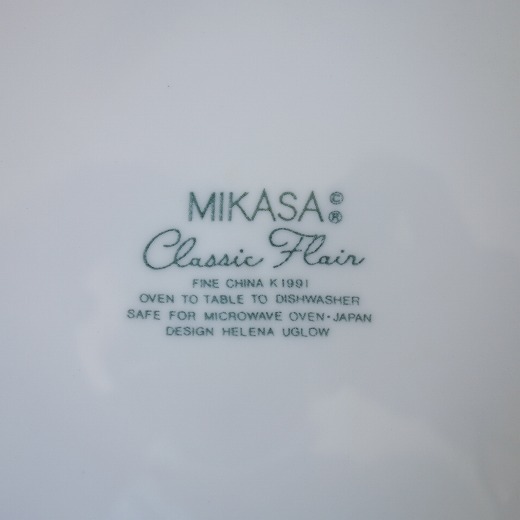 MIKASA ©®
Classic Flair
FINE CHINA K1991
OVEN TO TABLE TO DISHWASHER
SAFE FOR MICROWAVE OVEN·JAPAN
DESIGN HELENA UGLOW